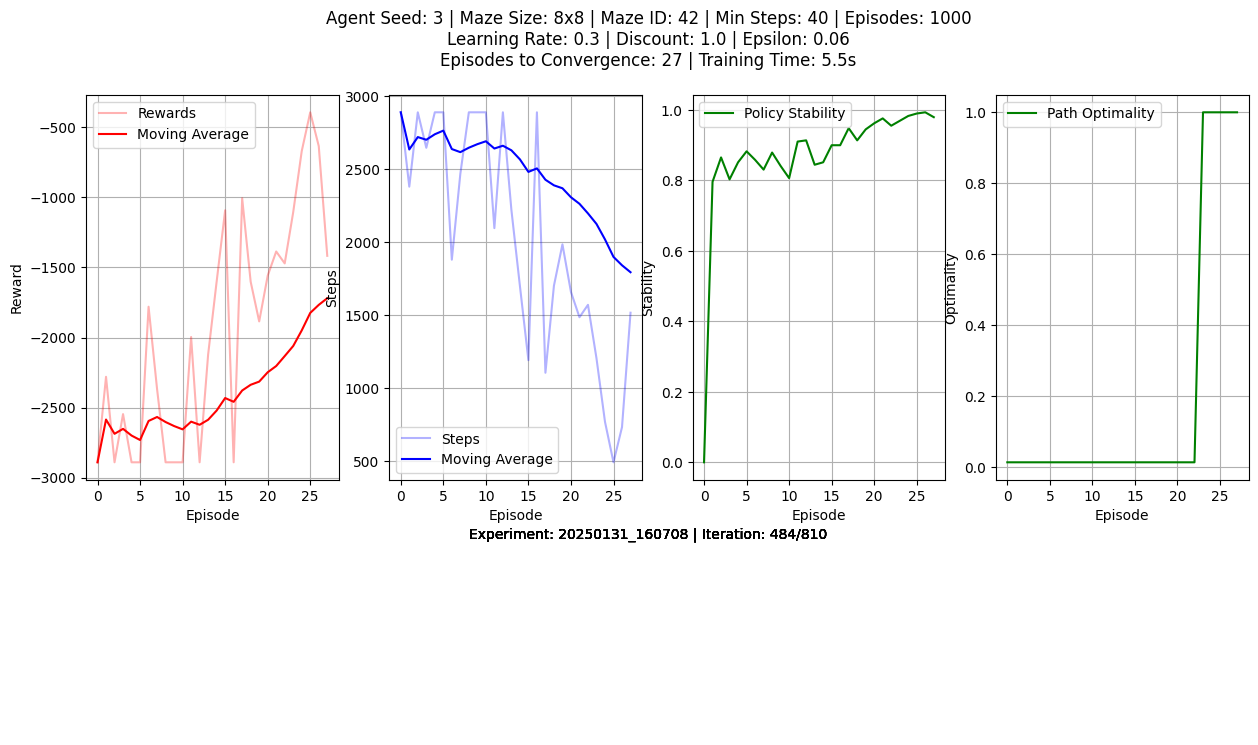 Agent Seed: 3 | Maze Size: 8x8 | Maze ID: 42 | Min Steps: 40 | Episodes: 1000
Learning Rate: 0.3 | Discount: 1.0 | Epsilon: 0.06
Episodes to Convergence: 27 | Training Time: 5.5s
Reward
−500
−1000
−1500
−2000
−2500
−3000
Rewards
Moving Average
0 5 10 15 20 25
Episode
Steps
3000
2500
2000
1500
1000
500
Steps
Moving Average
0 5 10 15 20 25
Episode
Stability
1.0
0.8
0.6
0.4
0.2
0.0
Policy Stability
0 5 10 15 20 25
Episode
Optimality
1.0
0.8
0.6
0.4
0.2
0.0
Path Optimality
0 5 10 15 20 25
Episode
Experiment: 20250131_160708 | Iteration: 484/810